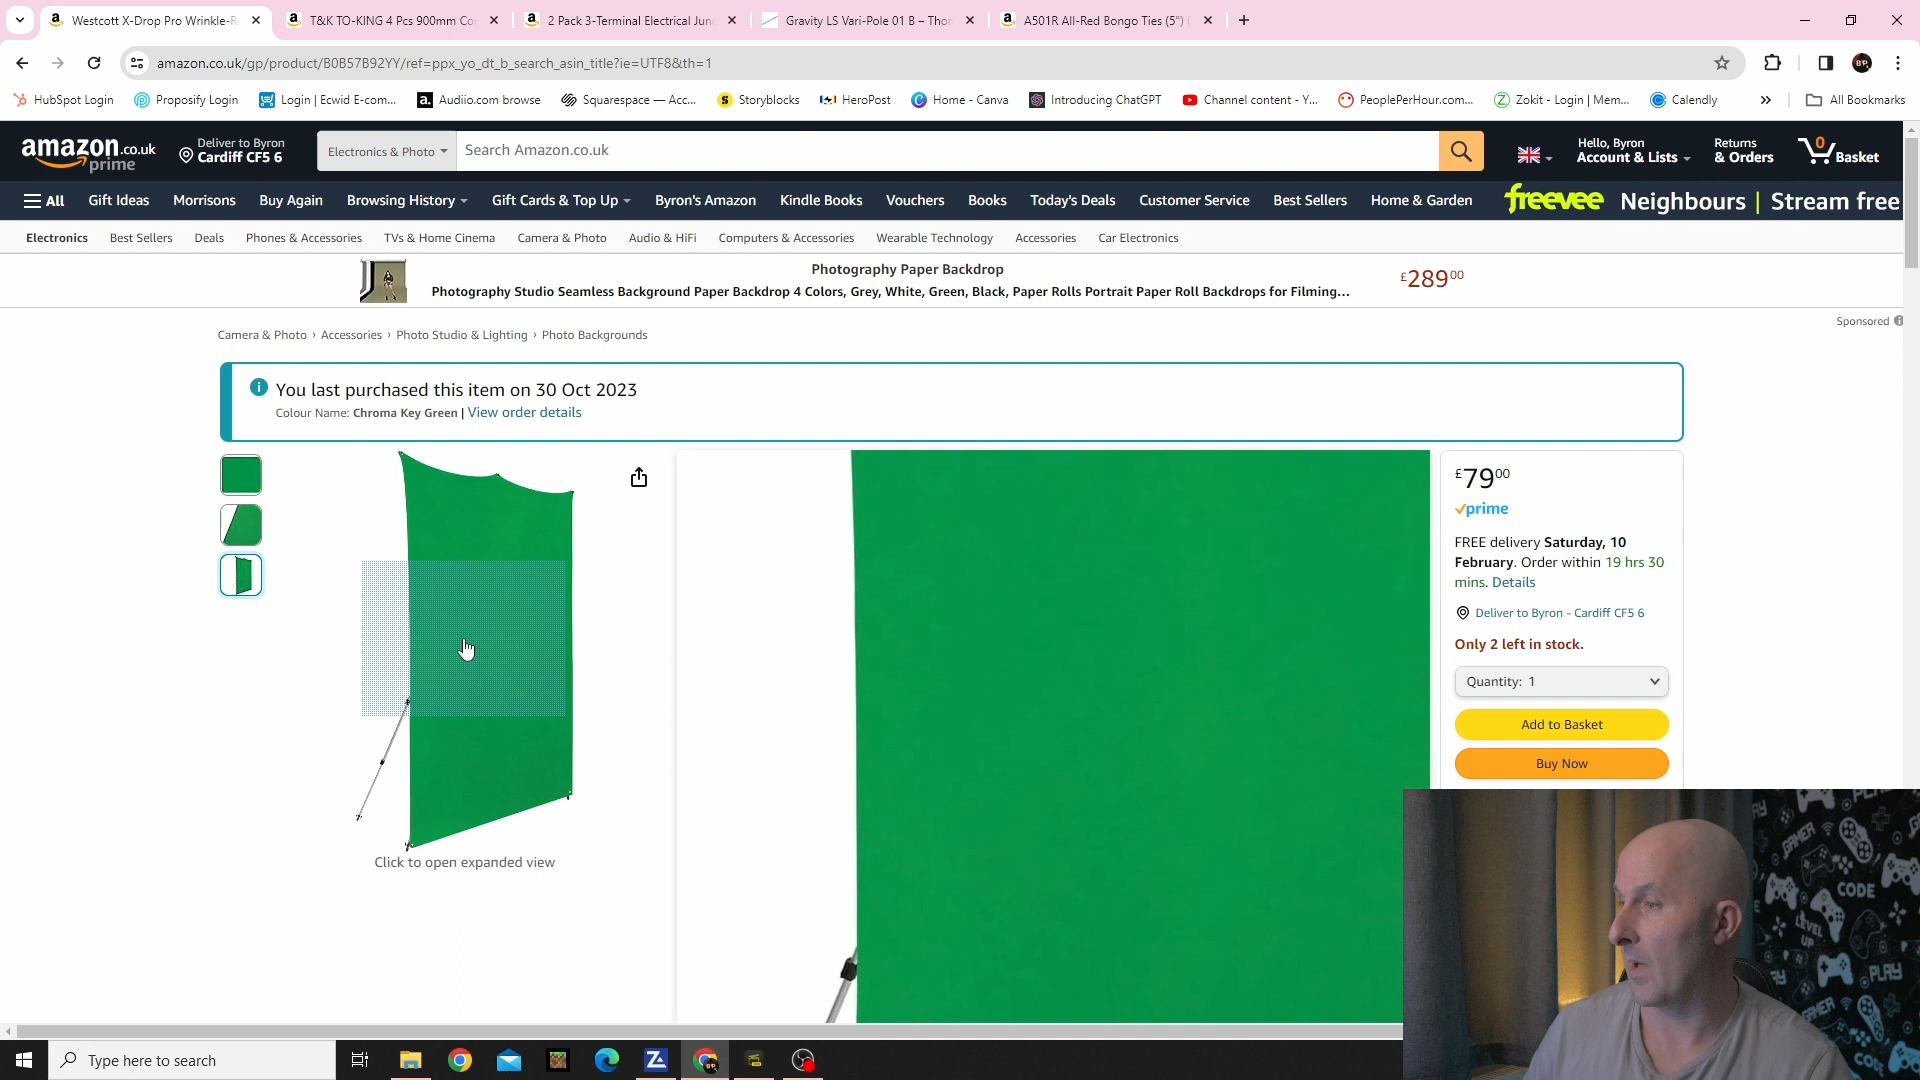 Westcott X-Drop Pro Wrinkle-R
T&K TO-KING 4 Pcs 900mm Co
2 Pack 3-Terminal Electrical Jun
Gravity LS Vari-Pole 01 B – Thon
A501R All-Red Bongo Ties (5") (
amazon.co.uk/gp/product/B0B57B92YY/ref=ppx_yo_dt_b_search_asin_title?ie=UTF8&th=1
HubSpot Login
Proposify Login
Login | Ecwid E-com...
Audiio.com browse
Squarespace — Acc...
Storyblocks
HeroPost
Home - Canva
Introducing ChatGPT
Channel content - Y...
PeoplePerHour.com...
Zokit - Login | Mem...
Calendly
All Bookmarks
amazon.co.uk
prime
Deliver to Byron
Cardiff CF5 6
Electronics & Photo
Search Amazon.co.uk
Hello, Byron
Account & Lists
Returns
& Orders
0
Basket
All
Gift Ideas
Morrisons
Buy Again
Browsing History
Gift Cards & Top Up
Byron's Amazon
Kindle Books
Vouchers
Books
Today's Deals
Customer Service
Best Sellers
Home & Garden
freevee Neighbours | Stream free
Electronics
Best Sellers
Deals
Phones & Accessories
TVs & Home Cinema
Camera & Photo
Audio & HiFi
Computers & Accessories
Wearable Technology
Accessories
Car Electronics
Photography Paper Backdrop
Photography Studio Seamless Background Paper Backdrop 4 Colors, Grey, White, Green, Black, Paper Rolls Portrait Paper Roll Backdrops for Filming...
£289 00
Sponsored
Camera & Photo › Accessories › Photo Studio & Lighting › Photo Backgrounds
You last purchased this item on 30 Oct 2023
Colour Name: Chroma Key Green | View order details
Click to open expanded view
£79 00
prime
FREE delivery Saturday, 10
February. Order within 19 hrs 30
mins. Details
Deliver to Byron - Cardiff CF5 6
Only 2 left in stock.
Quantity: 1
Add to Basket
Buy Now
GAMER
CODE
LEVEL
UP
PLAY
CODE
Type here to search